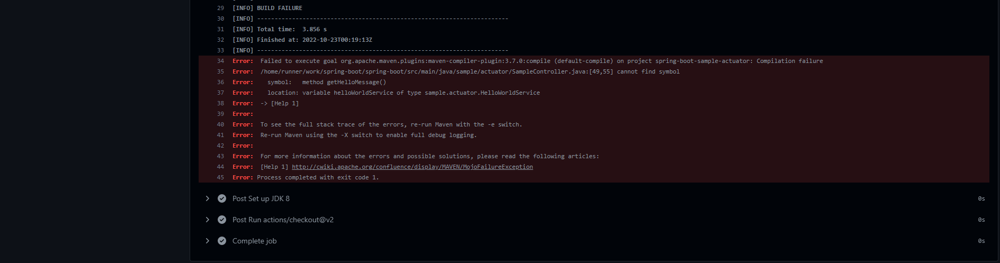 29 [INFO] BUILD FAILURE
30 [INFO] ------------------------------------------------------------------------
31 [INFO] Total time:  3.856 s
32 [INFO] Finished at: 2022-10-23T00:19:13Z
33 [INFO] ------------------------------------------------------------------------
34 Error:  Failed to execute goal org.apache.maven.plugins:maven-compiler-plugin:3.7.0:compile (default-compile) on project spring-boot-sample-actuator: Compilation failure
35 Error:  /home/runner/work/spring-boot/spring-boot/src/main/java/sample/actuator/SampleController.java:[49,55] cannot find symbol
36 Error:    symbol:   method getHelloMessage()
37 Error:    location: variable helloWorldService of type sample.actuator.HelloWorldService
38 Error:  -> [Help 1]
39 Error:
40 Error:  To see the full stack trace of the errors, re-run Maven with the -e switch.
41 Error:  Re-run Maven using the -X switch to enable full debug logging.
42 Error:
43 Error:  For more information about the errors and possible solutions, please read the following articles:
44 Error:  [Help 1] http://cwiki.apache.org/confluence/display/MAVEN/MojoFailureException
45 Error: Process completed with exit code 1.
Post Set up JDK 8 0s
Post Run actions/checkout@v2 0s
Complete job 0s